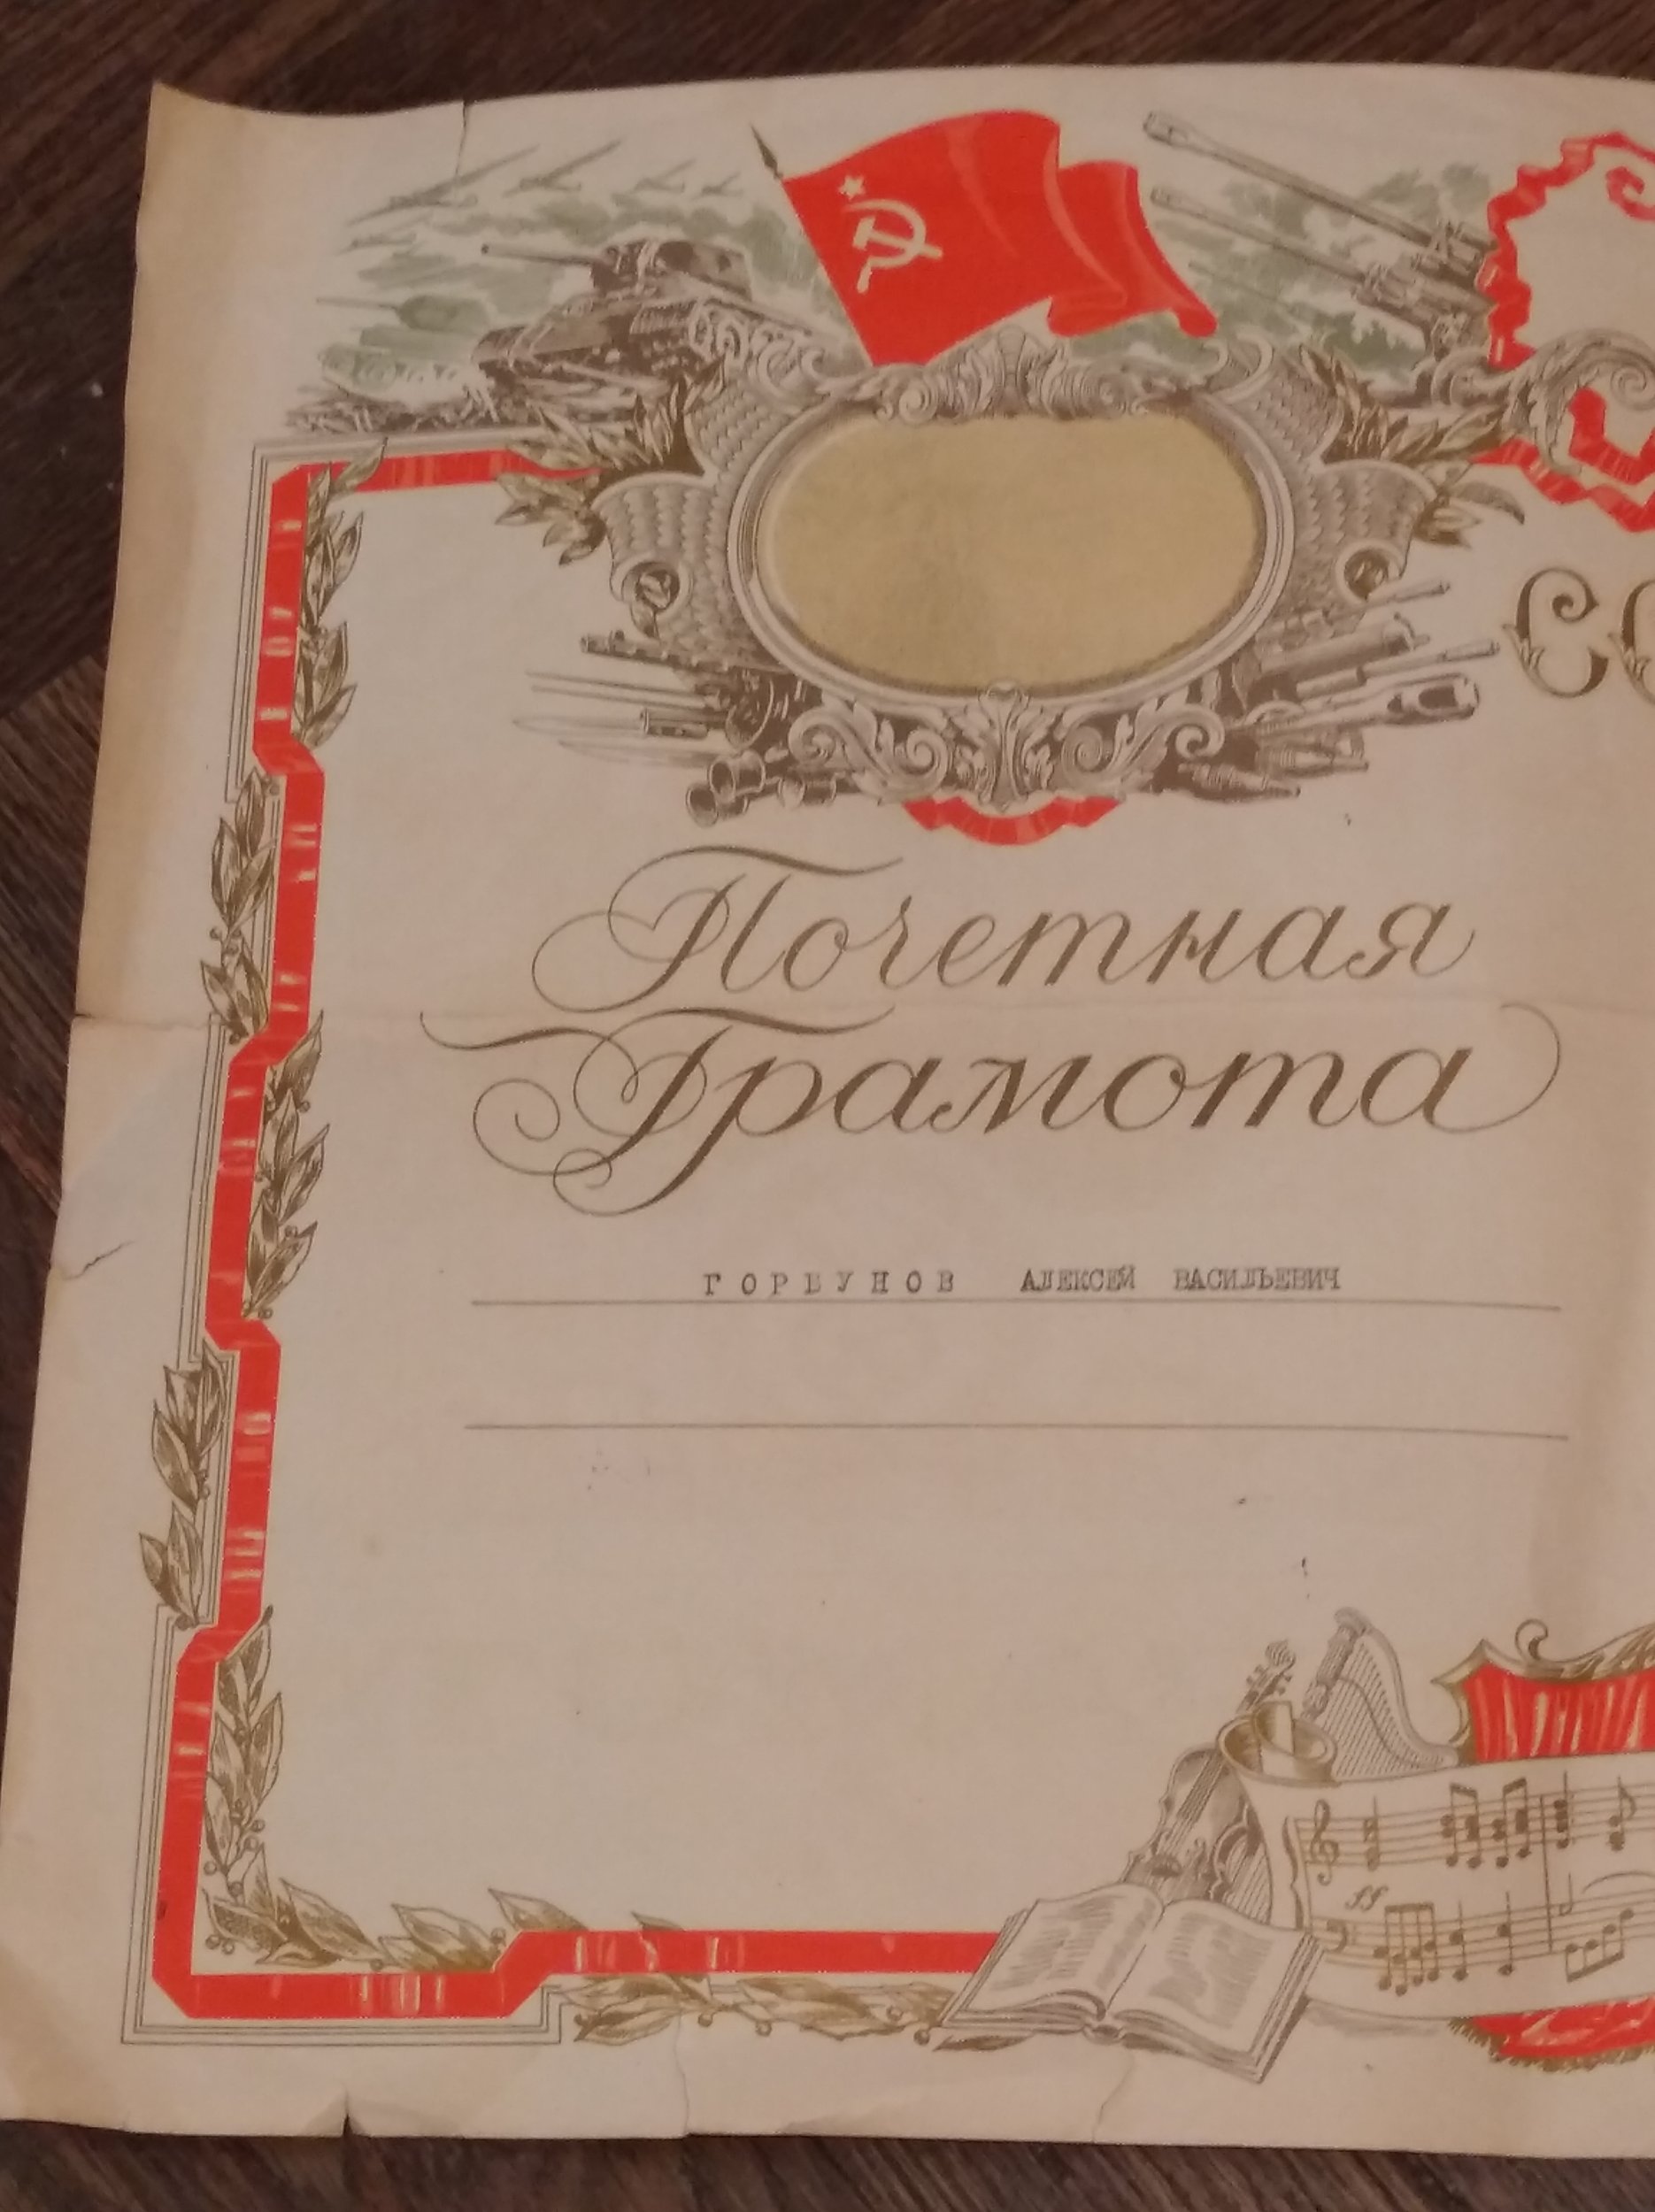 Почетная
Грамота
ГОРБУНОВ АЛЕКСЕЙ ВАСИЛЬЕВИЧ